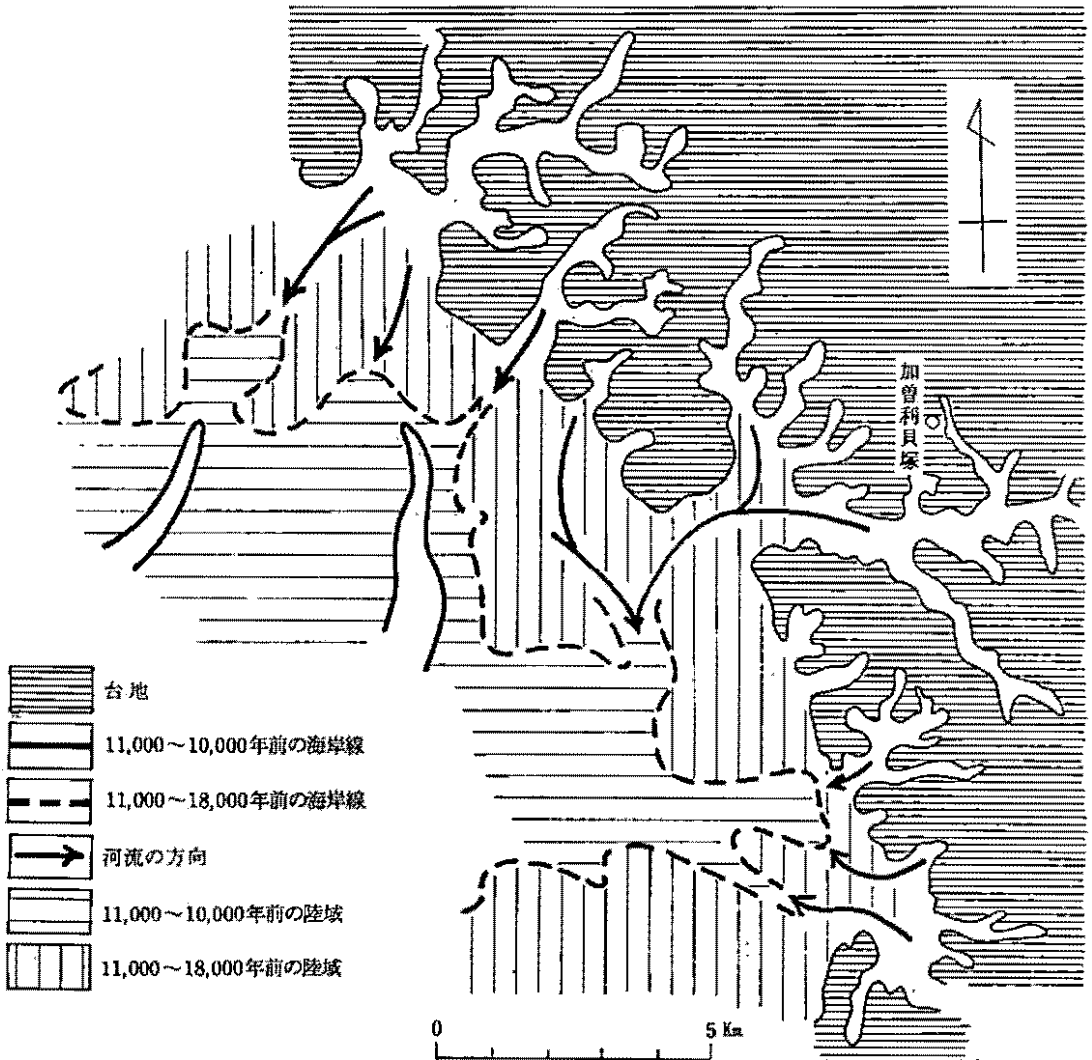 加曽利貝塚
台地
11,000～10,000年前の海岸線
11,000～18,000年前の海岸線
河流の方向
11,000～10,000年前の陸域
11,000～18,000年前の陸域
0 5 Km